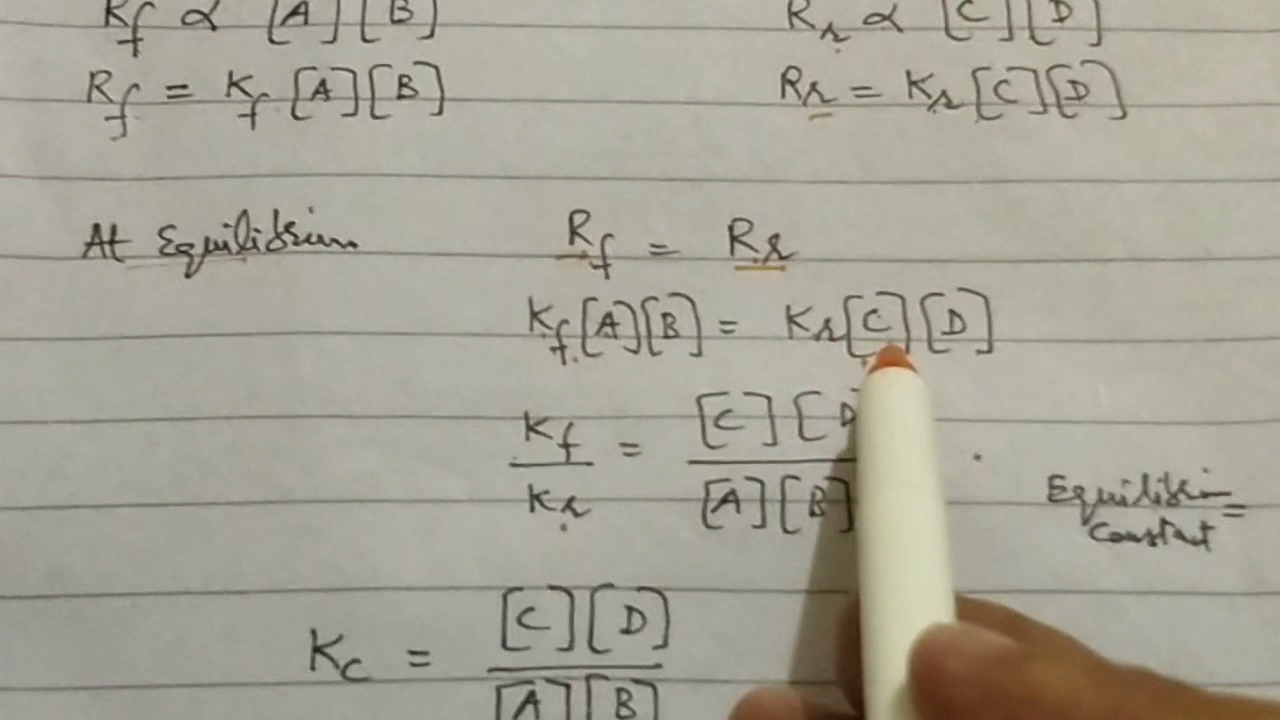 Rf ∝ [A][B]    Rr ∝ [C][D]
Rf = Kf [A][B]    Rr = Kr[C][D]
At Equilibrium    Rf = Rr
Kf[A][B] = Kr[C][D]
Kf/Kr = [C][D / [A][B]
Equilibrium Constant =
Kc = [C][D] / [A][B]